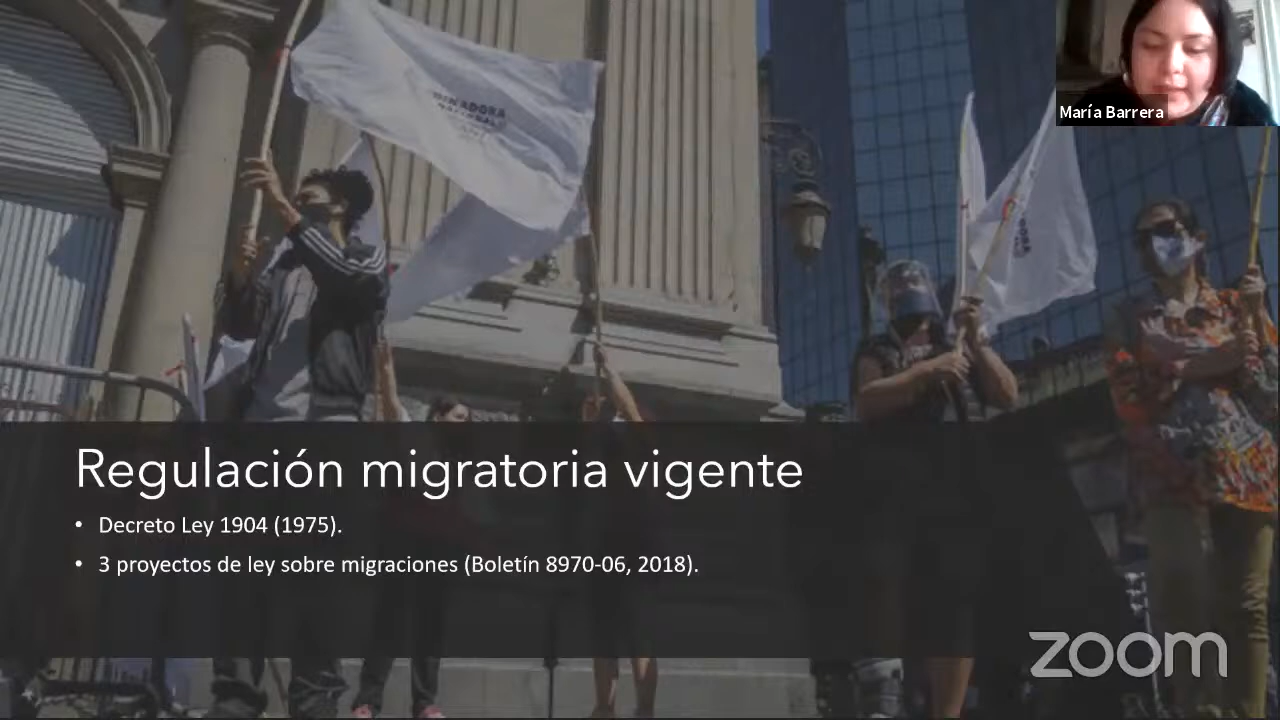 María Barrera
Regulación migratoria vigente
• Decreto Ley 1904 (1975).
• 3 proyectos de ley sobre migraciones (Boletín 8970-06, 2018).
zoom